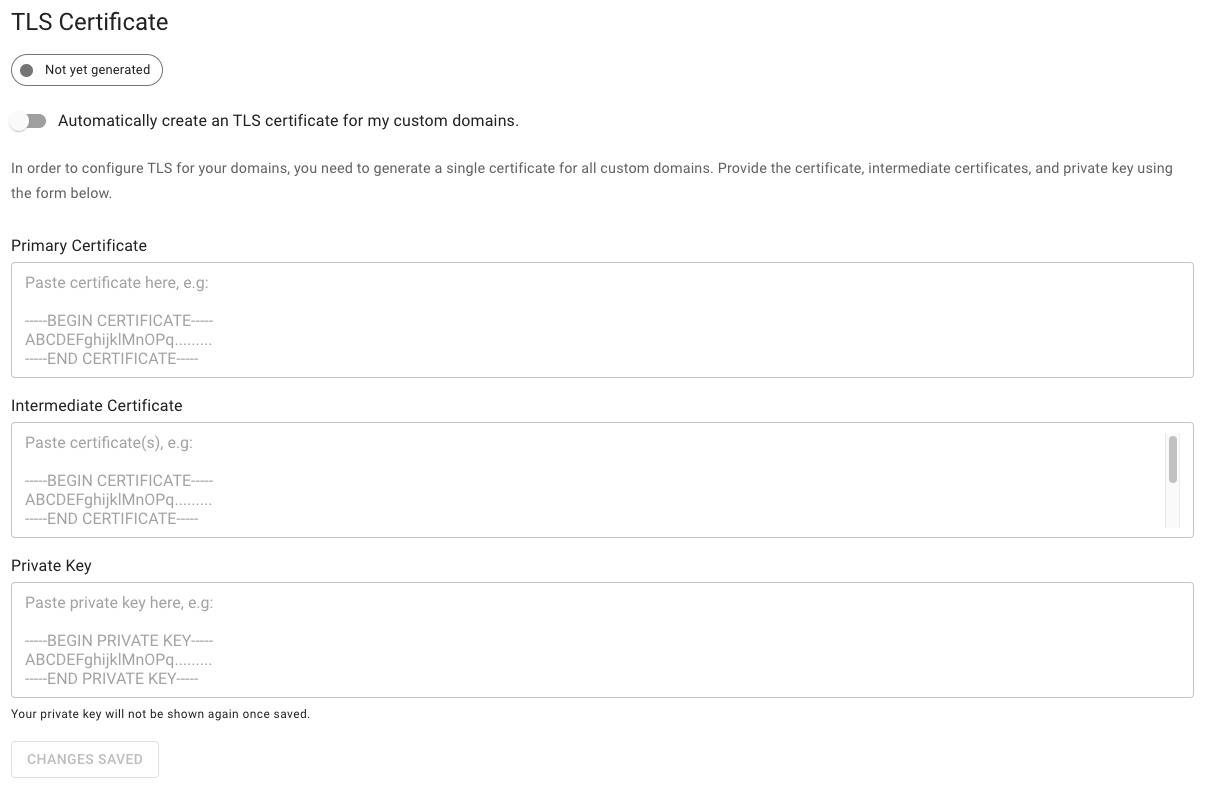 TLS Certificate
Not yet generated
Automatically create an TLS certificate for my custom domains.
In order to configure TLS for your domains, you need to generate a single certificate for all custom domains. Provide the certificate, intermediate certificates, and private key using
the form below.
Primary Certificate
Paste certificate here, e.g:
-----BEGIN CERTIFICATE-----
ABCDEFghijklMnOPq.........
-----END CERTIFICATE-----
Intermediate Certificate
Paste certificate(s), e.g:
-----BEGIN CERTIFICATE-----
ABCDEFghijklMnOPq.........
-----END CERTIFICATE-----
Private Key
Paste private key here, e.g:
-----BEGIN PRIVATE KEY-----
ABCDEFghijklMnOPq.........
-----END PRIVATE KEY-----
Your private key will not be shown again once saved.
CHANGES SAVED